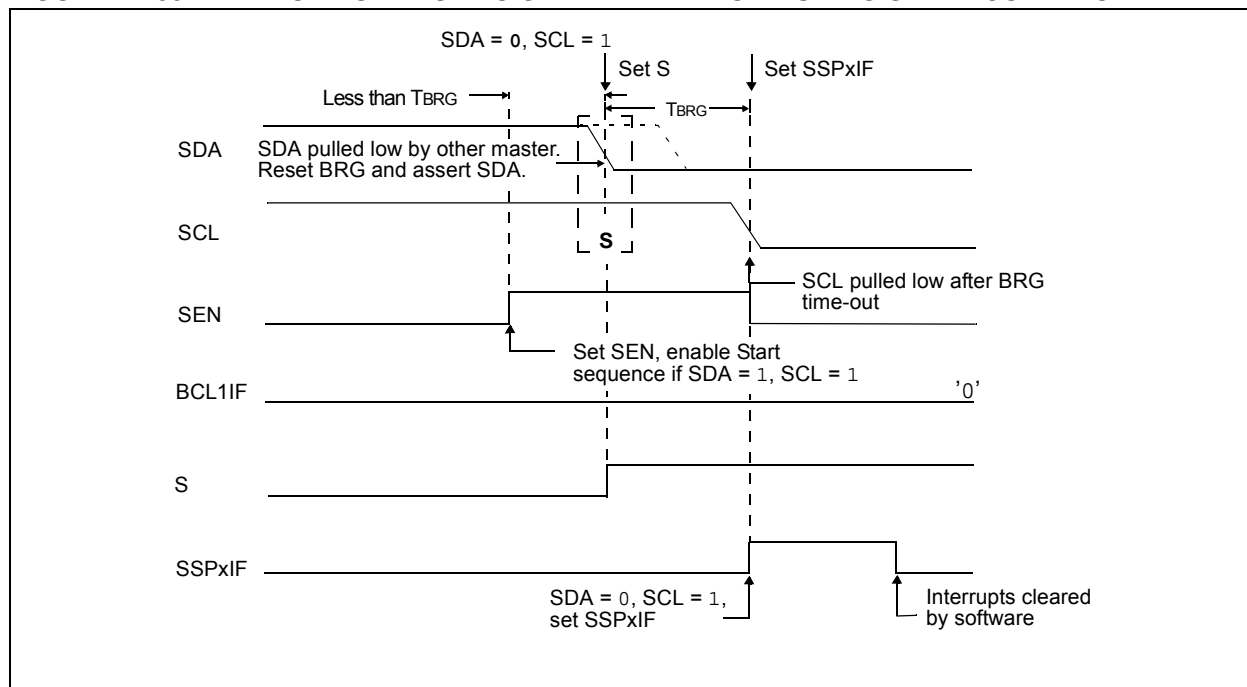 SDA = 0, SCL = 1
Set S
Set SSPxIF
Less than TBRG
TBRG
SDA
SDA pulled low by other master.
Reset BRG and assert SDA.
SCL
S
SCL pulled low after BRG
time-out
SEN
Set SEN, enable Start
sequence if SDA = 1, SCL = 1
BCL1IF
'0'
S
SSPxIF
SDA = 0, SCL = 1,
set SSPxIF
Interrupts cleared
by software